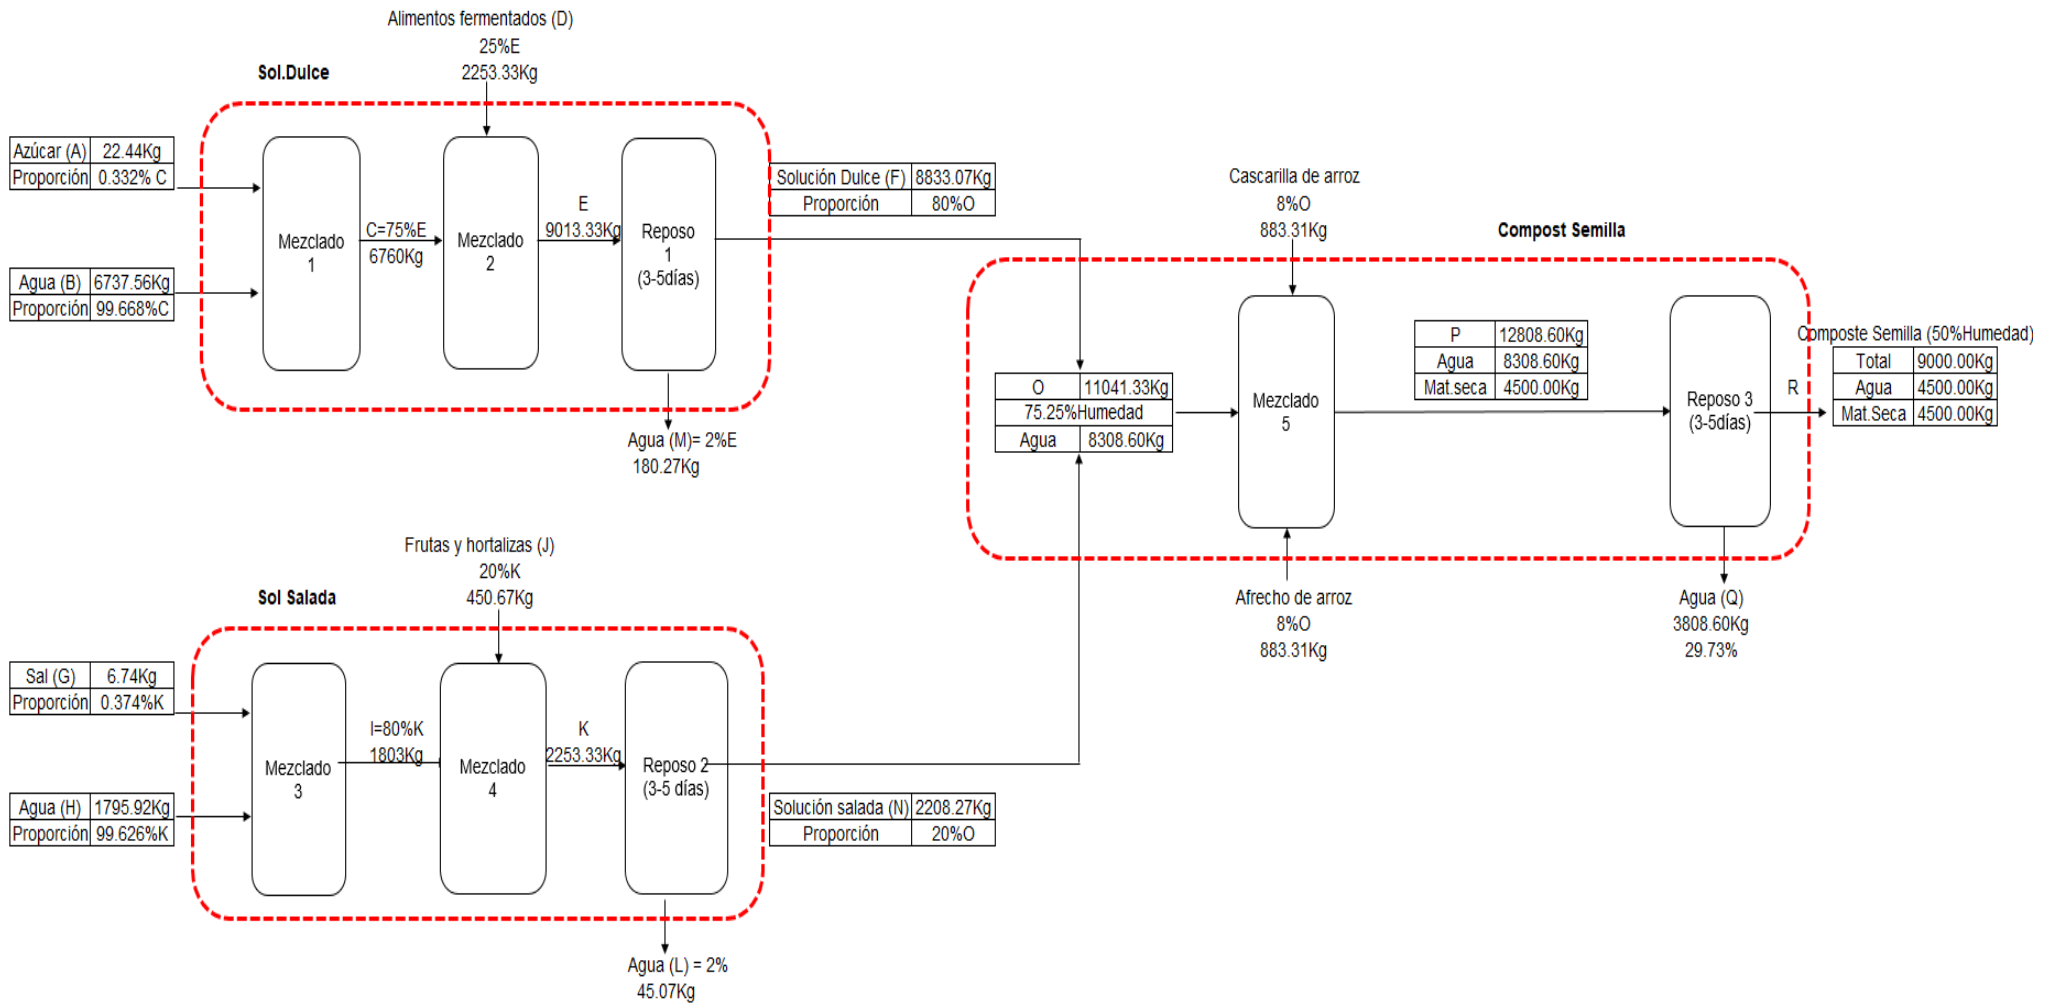 Alimentos fermentados (D)
25%E
2253.33Kg
Sol.Dulce
Azúcar (A) 22.44Kg
Proporción 0.332% C
Agua (B) 6737.56Kg
Proporción 99.668%C
Mezclado
1
C=75%E
6760Kg
Mezclado
2
E
9013.33Kg
Reposo
1
(3-5días)
Solución Dulce (F) 8833.07Kg
Proporción 80%O
Agua (M)= 2%E
180.27Kg
Cascarilla de arroz
8%O
883.31Kg
Compost Semilla
O 11041.33Kg
75.25%Humedad
Agua 8308.60Kg
Mezclado
5
P 12808.60Kg
Agua 8308.60Kg
Mat.seca 4500.00Kg
Reposo 3
(3-5días)
R
Composte Semilla (50%Humedad)
Total 9000.00Kg
Agua 4500.00Kg
Mat.Seca 4500.00Kg
Afrecho de arroz
8%O
883.31Kg
Agua (Q)
3808.60Kg
29.73%
Frutas y hortalizas (J)
20%K
450.67Kg
Sol Salada
Sal (G) 6.74Kg
Proporción 0.374%K
Agua (H) 1795.92Kg
Proporción 99.626%K
Mezclado
3
I=80%K
1803Kg
Mezclado
4
K
2253.33Kg
Reposo 2
(3-5 días)
Solución salada (N) 2208.27Kg
Proporción 20%O
Agua (L) = 2%
45.07Kg